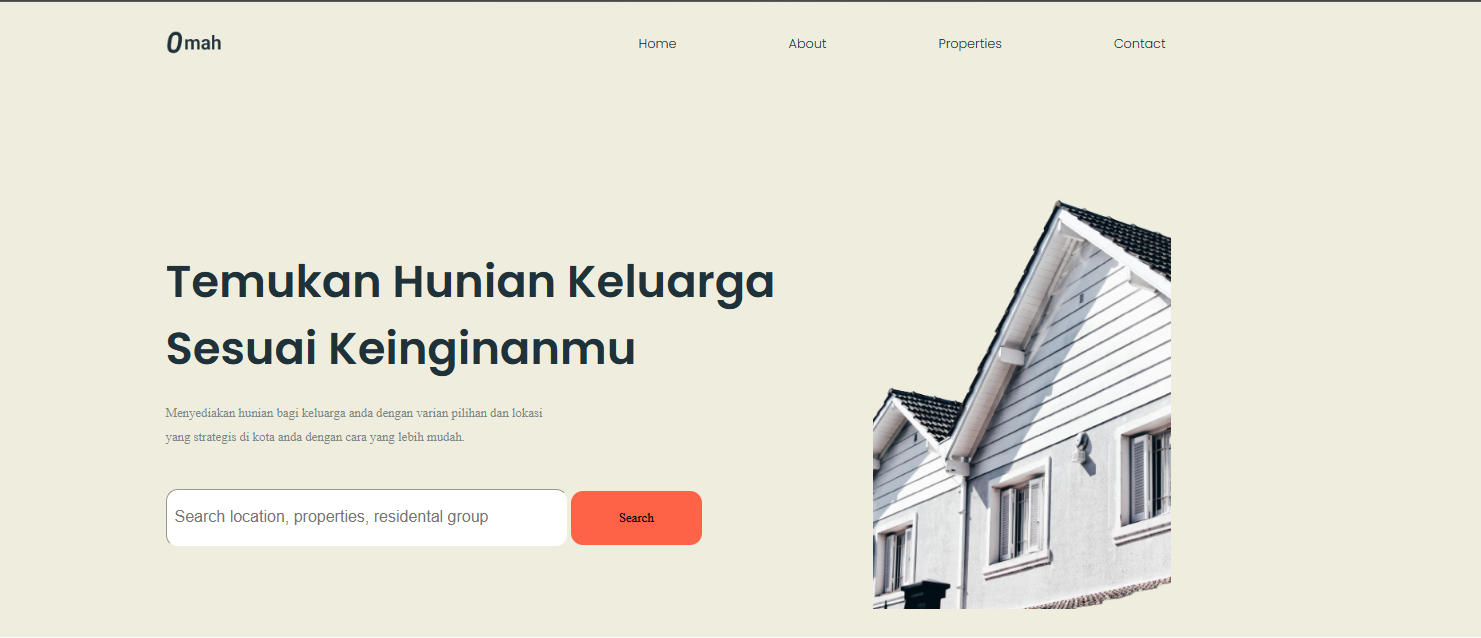 Omah
Home About Properties Contact
Temukan Hunian Keluarga
Sesuai Keinginanmu
Menyediakan hunian bagi keluarga anda dengan varian pilihan dan lokasi
yang strategis di kota anda dengan cara yang lebih mudah.
Search location, properties, residental group
Search